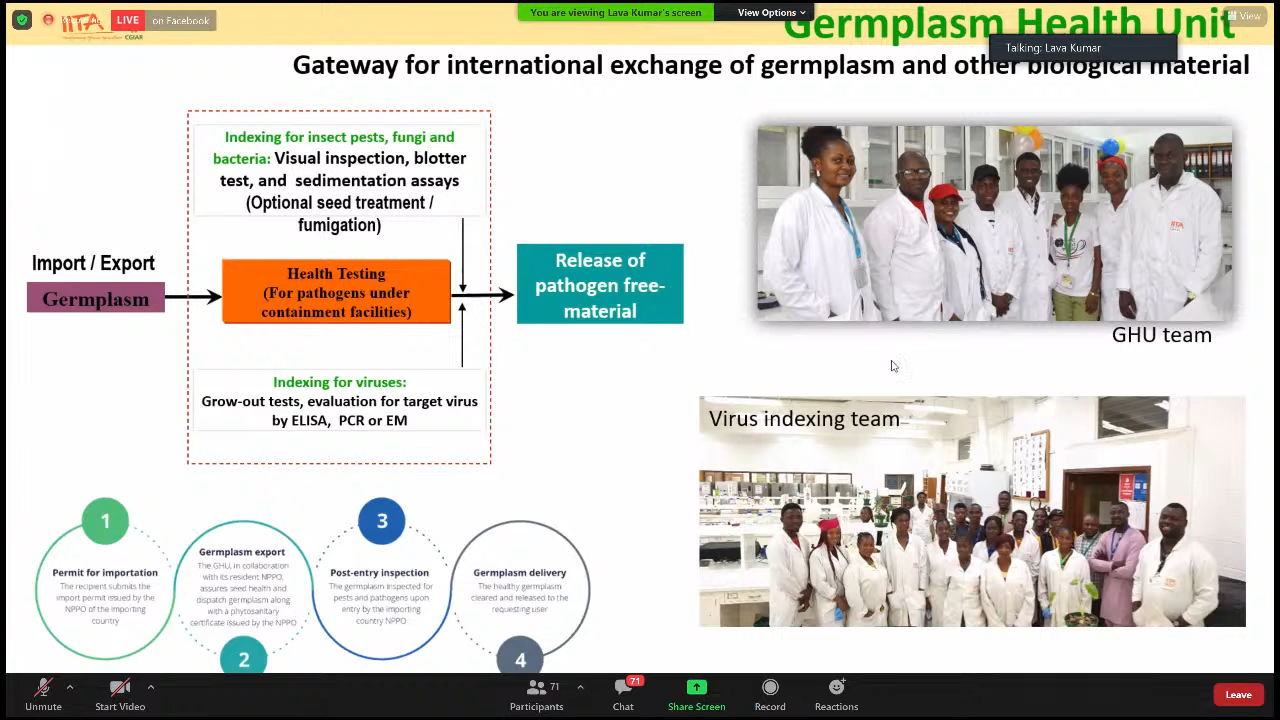 IITA
CGIAR
LIVE on Facebook
You are viewing Lava Kumar's screen
View Options
View
Germplasm Health Unit
Talking: Lava Kumar
Gateway for international exchange of germplasm and other biological material
Indexing for insect pests, fungi and
bacteria: Visual inspection, blotter
test, and sedimentation assays
(Optional seed treatment /
fumigation)
Import / Export
Germplasm
Health Testing
(For pathogens under
containment facilities)
Release of
pathogen free-
material
Indexing for viruses:
Grow-out tests, evaluation for target virus
by ELISA, PCR or EM
GHU team
Virus indexing team
1
Permit for importation
The recipient submits the
import permit issued by the
NPPO of the importing
country
Germplasm export
The GHU, in collaboration
with its resident NPPO,
assures seed health and
dispatch germplasm along
with a phytosanitary
certificate issued by the NPPO
2
3
Post-entry inspection
The germplasm inspected for
pests and pathogens upon
entry by the importing
country NPPO
Germplasm delivery
The healthy germplasm
cleared and released to the
requesting user
4
Unmute
Start Video
71
Participants
71
Chat
Share Screen
Record
Reactions
Leave